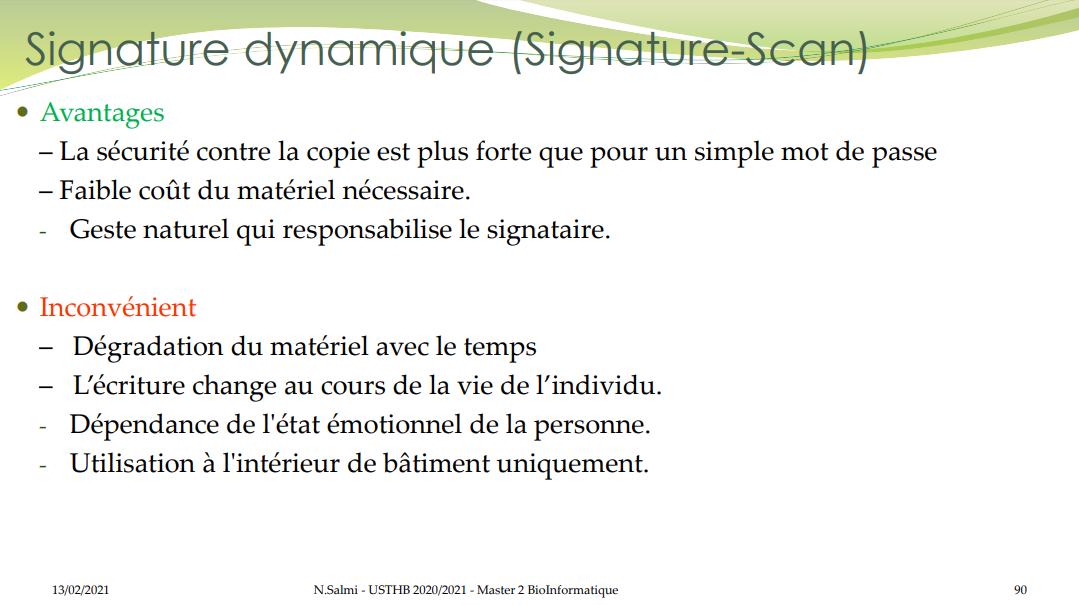 Signature dynamique (Signature-Scan)
• Avantages
– La sécurité contre la copie est plus forte que pour un simple mot de passe
– Faible coût du matériel nécessaire.
- Geste naturel qui responsabilise le signataire.
• Inconvénient
– Dégradation du matériel avec le temps
– L’écriture change au cours de la vie de l’individu.
- Dépendance de l'état émotionnel de la personne.
- Utilisation à l'intérieur de bâtiment uniquement.
13/02/2021 N.Salmi - USTHB 2020/2021 - Master 2 BioInformatique 90